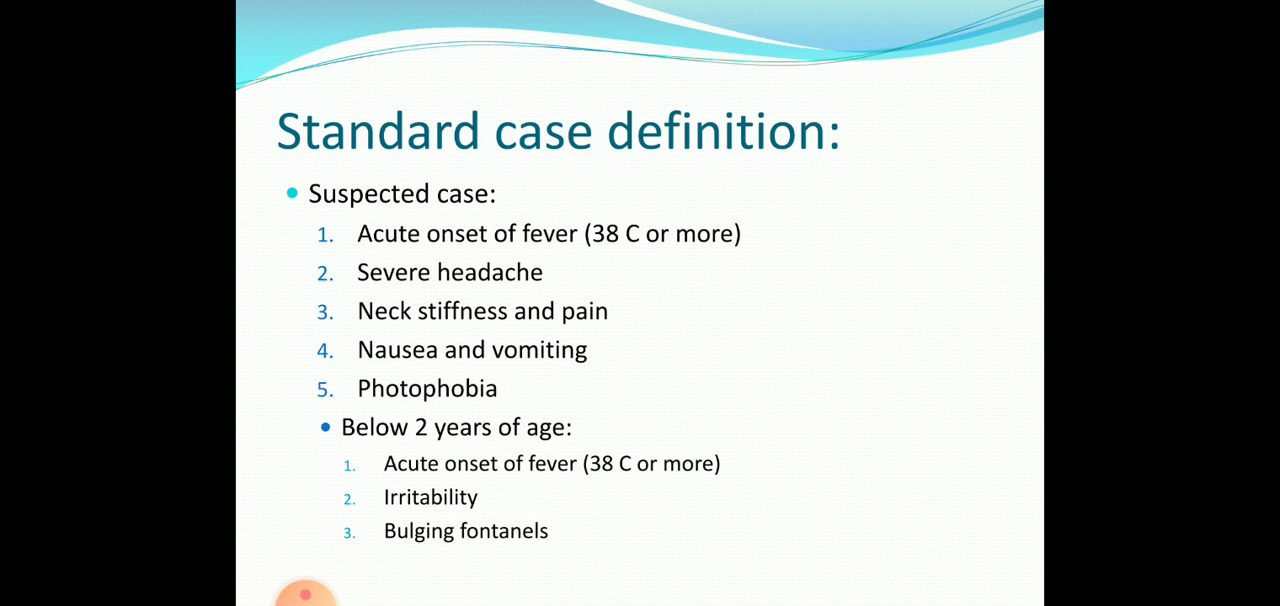 Standard case definition:
• Suspected case:
1. Acute onset of fever (38 C or more)
2. Severe headache
3. Neck stiffness and pain
4. Nausea and vomiting
5. Photophobia
• Below 2 years of age:
1. Acute onset of fever (38 C or more)
2. Irritability
3. Bulging fontanels